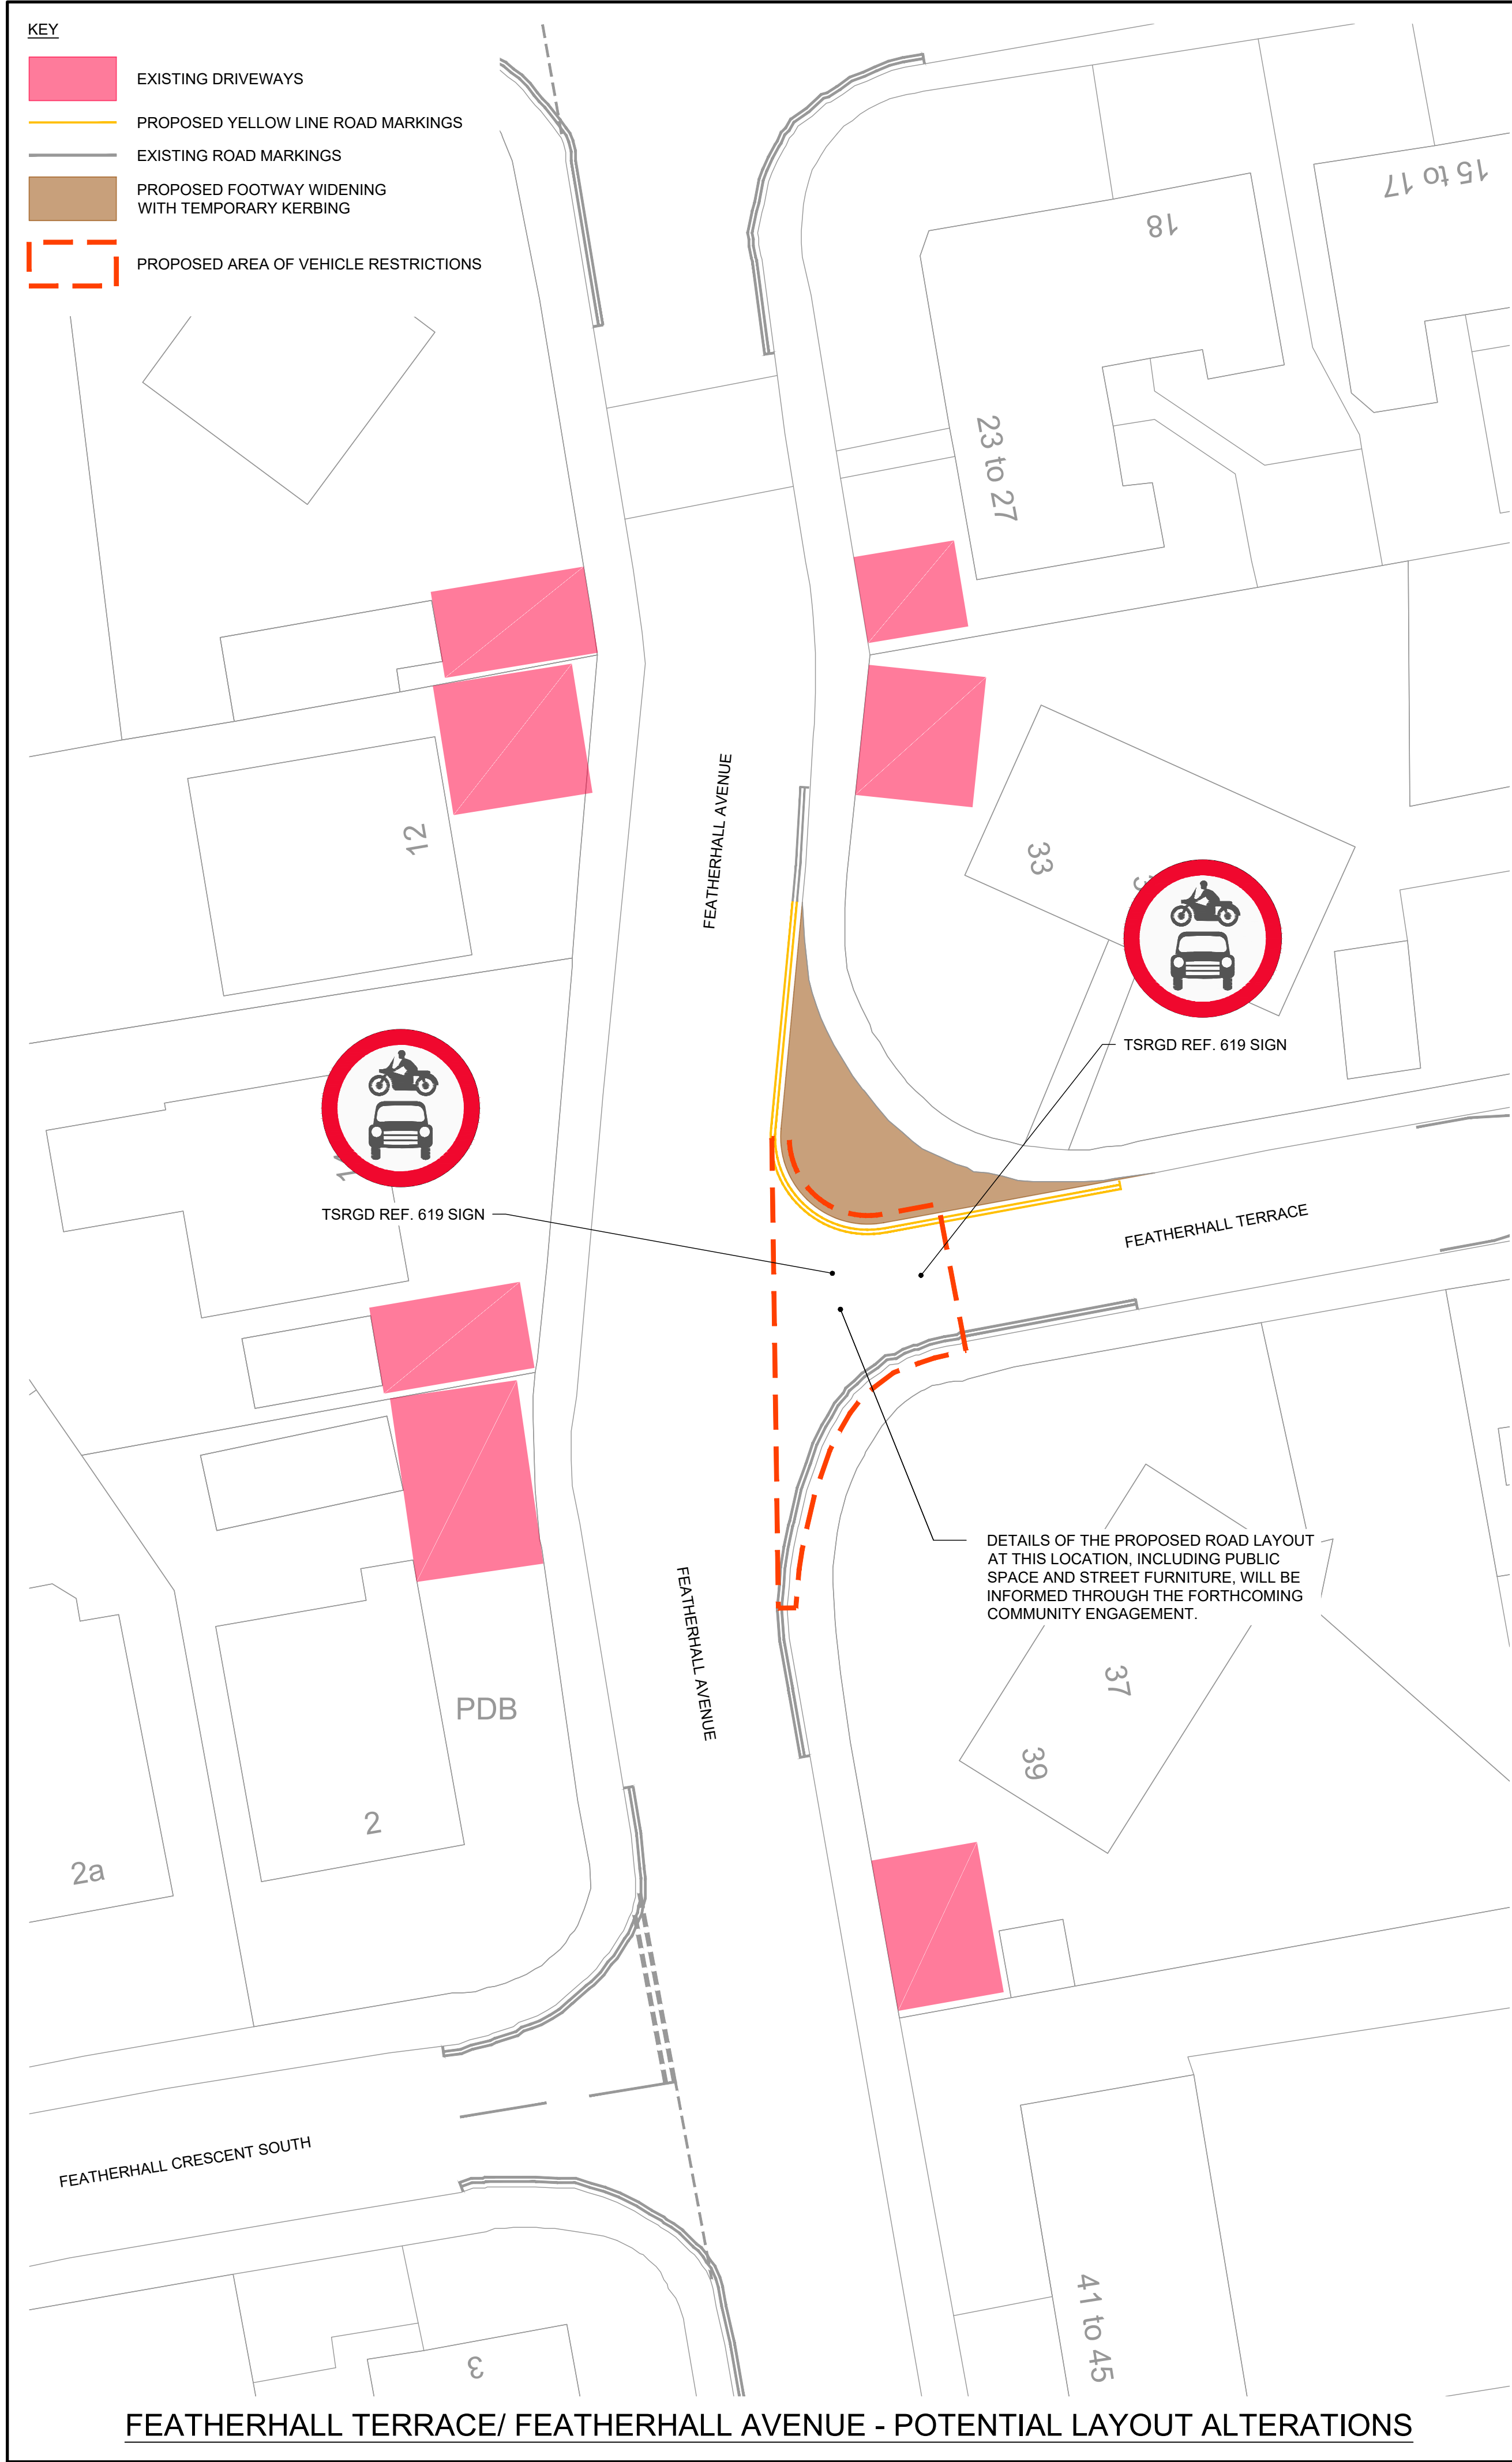 KEY
EXISTING DRIVEWAYS
PROPOSED YELLOW LINE ROAD MARKINGS
EXISTING ROAD MARKINGS
PROPOSED FOOTWAY WIDENING
WITH TEMPORARY KERBING
PROPOSED AREA OF VEHICLE RESTRICTIONS
15 to 17
18
23 to 27
FEATHERHALL AVENUE
12
33
TSRGD REF. 619 SIGN
TSRGD REF. 619 SIGN
FEATHERHALL TERRACE
DETAILS OF THE PROPOSED ROAD LAYOUT
AT THIS LOCATION, INCLUDING PUBLIC
SPACE AND STREET FURNITURE, WILL BE
INFORMED THROUGH THE FORTHCOMING
COMMUNITY ENGAGEMENT.
FEATHERHALL AVENUE
37
39
PDB
2
2a
FEATHERHALL CRESCENT SOUTH
41 to 45
3
FEATHERHALL TERRACE/ FEATHERHALL AVENUE - POTENTIAL LAYOUT ALTERATIONS